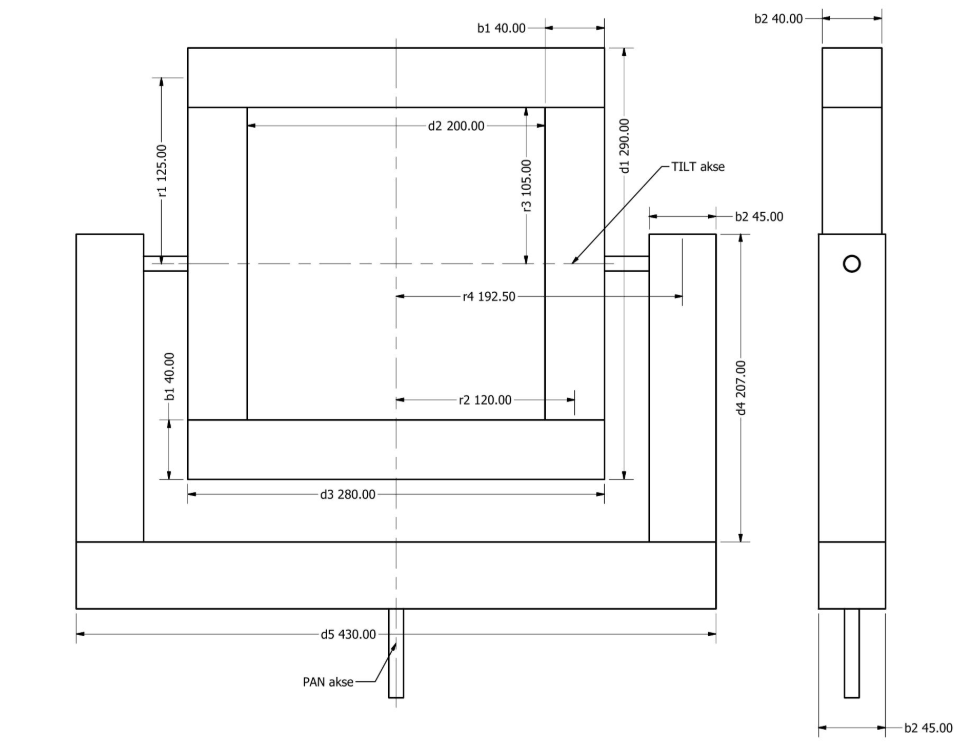 b1 40.00
b2 40.00
d2 200.00
r1 125.00
r3 105.00
d1 290.00
TILT akse
b2 45.00
r4 192.50
b1 40.00
r2 120.00
d4 207.00
d3 280.00
d5 430.00
PAN akse
b2 45.00